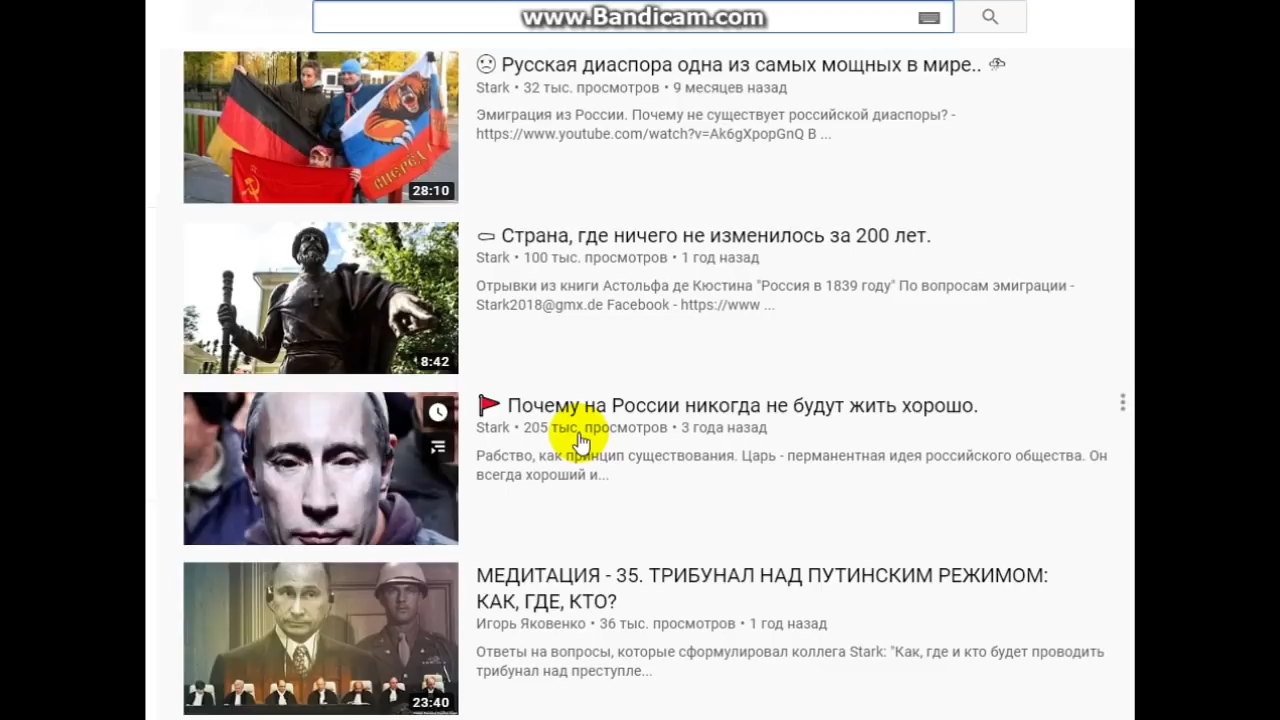 www.Bandicam.com
Русская диаспора одна из самых мощных в мире..
Stark • 32 тыс. просмотров • 9 месяцев назад
Эмиграция из России. Почему не существует российской диаспоры? -
https://www.youtube.com/watch?v=Ak6gXpopGnQ В ...
ВПЕРЁД
28:10
Страна, где ничего не изменилось за 200 лет.
Stark • 100 тыс. просмотров • 1 год назад
Отрывки из книги Астольфа де Кюстина "Россия в 1839 году" По вопросам эмиграции -
Stark2018@gmx.de Facebook - https://www ...
8:42
Почему на России никогда не будут жить хорошо.
Stark • 205 тыс. просмотров • 3 года назад
Рабство, как принцип существования. Царь - перманентная идея российского общества. Он
всегда хороший и...
МЕДИТАЦИЯ - 35. ТРИБУНАЛ НАД ПУТИНСКИМ РЕЖИМОМ:
КАК, ГДЕ, КТО?
Игорь Яковенко • 36 тыс. просмотров • 1 год назад
Ответы на вопросы, которые сформулировал коллега Stark: "Как, где и кто будет проводить
трибунал над преступле...
23:40